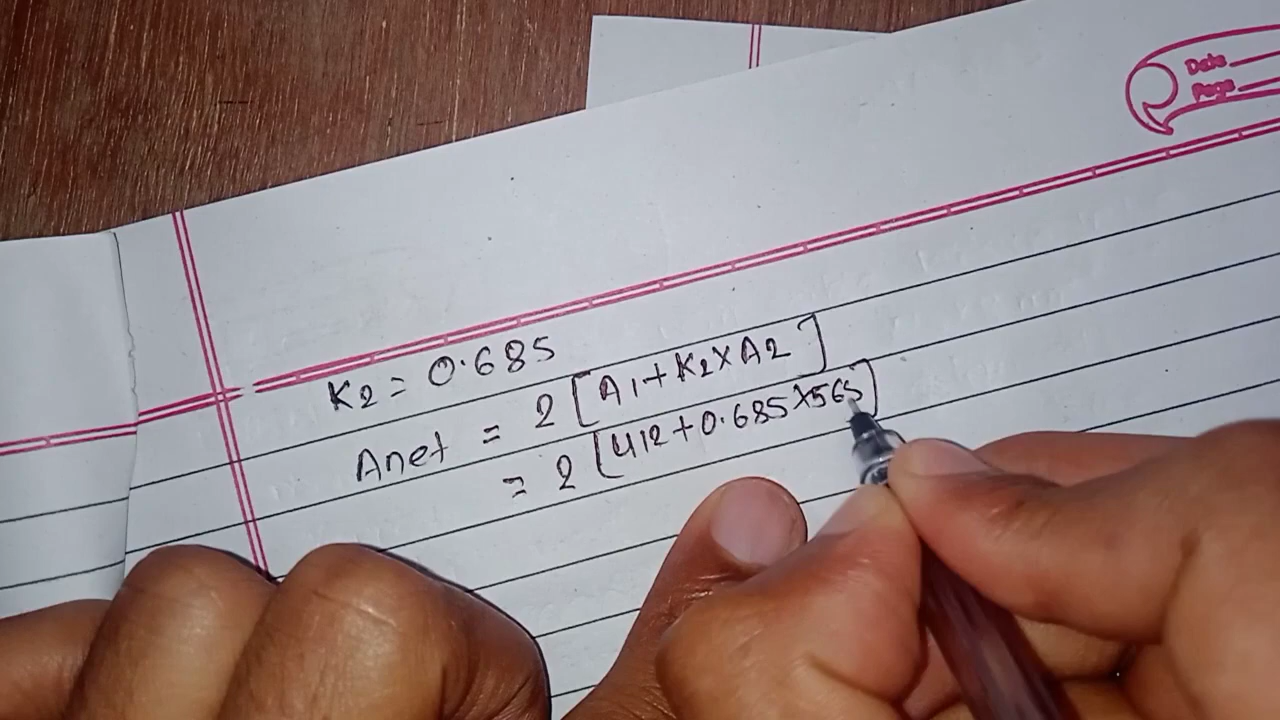 Date
Page
K2 = 0.685
Anet = 2 [A1 + K2 × A2]
= 2 [412 + 0.685 × 565]